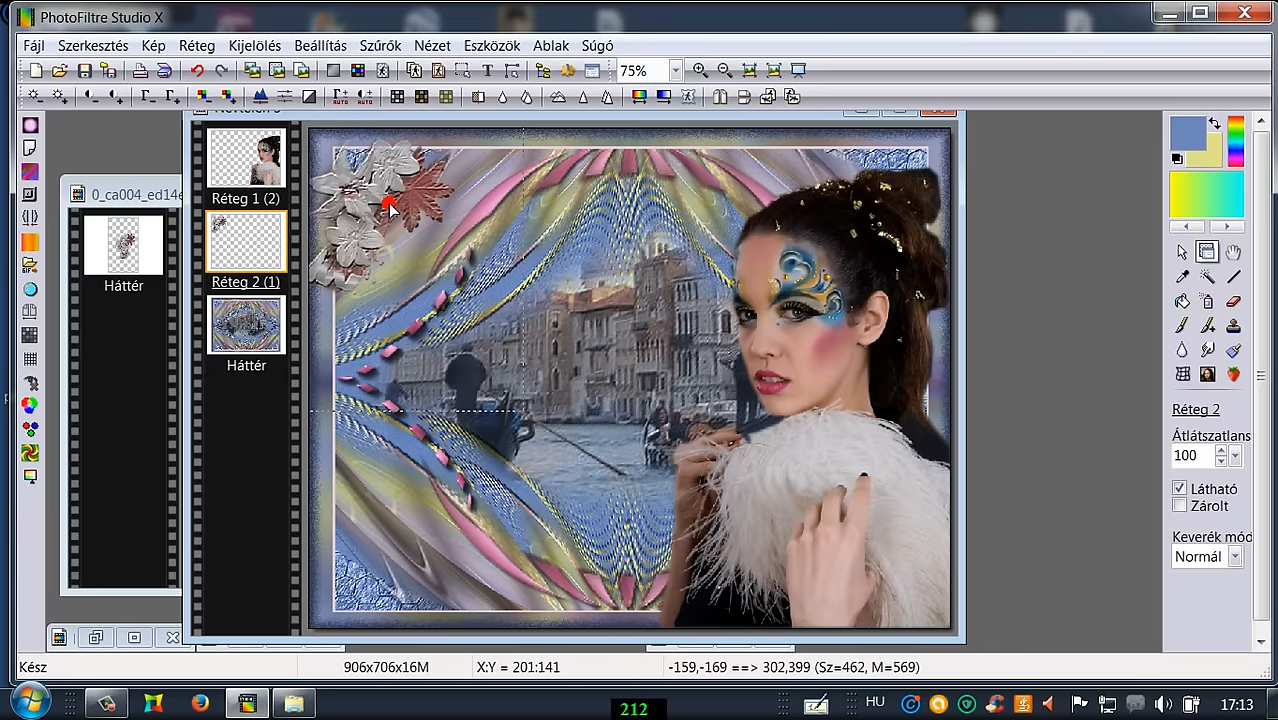 PhotoFiltre Studio X
Fájl Szerkesztés Kép Réteg Kijelölés Beállítás Szűrők Nézet Eszközök Ablak Súgó
75%
AUTO AUTO
0_ca004_ed14e
Réteg 1 (2)
Réteg 2 (1)
Háttér
Háttér
Réteg 2
Átlátszatlans
100
Látható
Zárolt
Keverék mód
Normál
Kész 906x706x16M X:Y = 201:141 -159,-169 ==> 302,399 (Sz=462, M=569)
212
HU
17:13